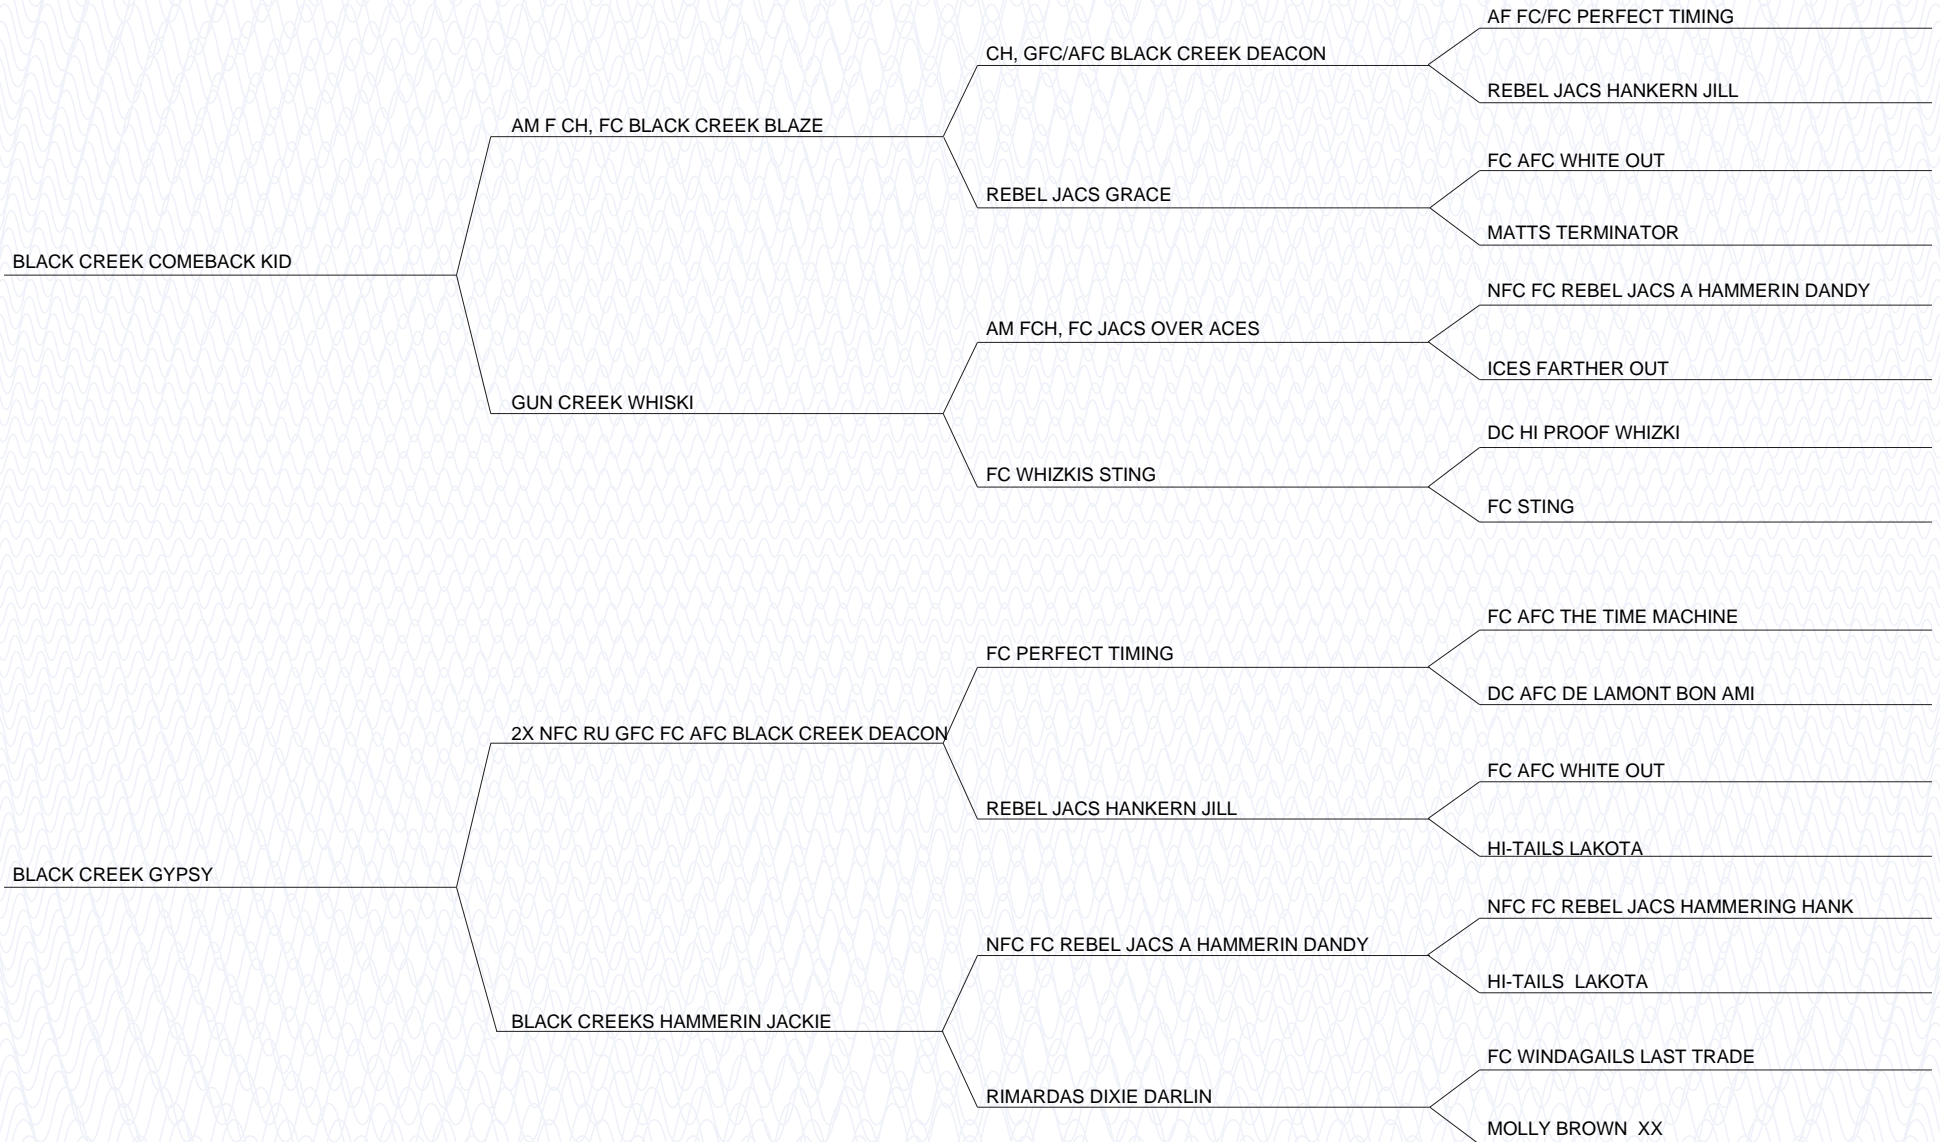 AF FC/FC PERFECT TIMING
CH, GFC/AFC BLACK CREEK DEACON
REBEL JACS HANKERN JILL
AM F CH, FC BLACK CREEK BLAZE
FC AFC WHITE OUT
REBEL JACS GRACE
MATTS TERMINATOR
BLACK CREEK COMEBACK KID
NFC FC REBEL JACS A HAMMERIN DANDY
AM FCH, FC JACS OVER ACES
ICES FARTHER OUT
GUN CREEK WHISKI
DC HI PROOF WHIZKI
FC WHIZKIS STING
FC STING
FC AFC THE TIME MACHINE
FC PERFECT TIMING
DC AFC DE LAMONT BON AMI
2X NFC RU GFC FC AFC BLACK CREEK DEACON
FC AFC WHITE OUT
REBEL JACS HANKERN JILL
HI-TAILS LAKOTA
BLACK CREEK GYPSY
NFC FC REBEL JACS HAMMERING HANK
NFC FC REBEL JACS A HAMMERIN DANDY
HI-TAILS  LAKOTA
BLACK CREEKS HAMMERIN JACKIE
FC WINDAGAILS LAST TRADE
RIMARDAS DIXIE DARLIN
MOLLY BROWN  XX